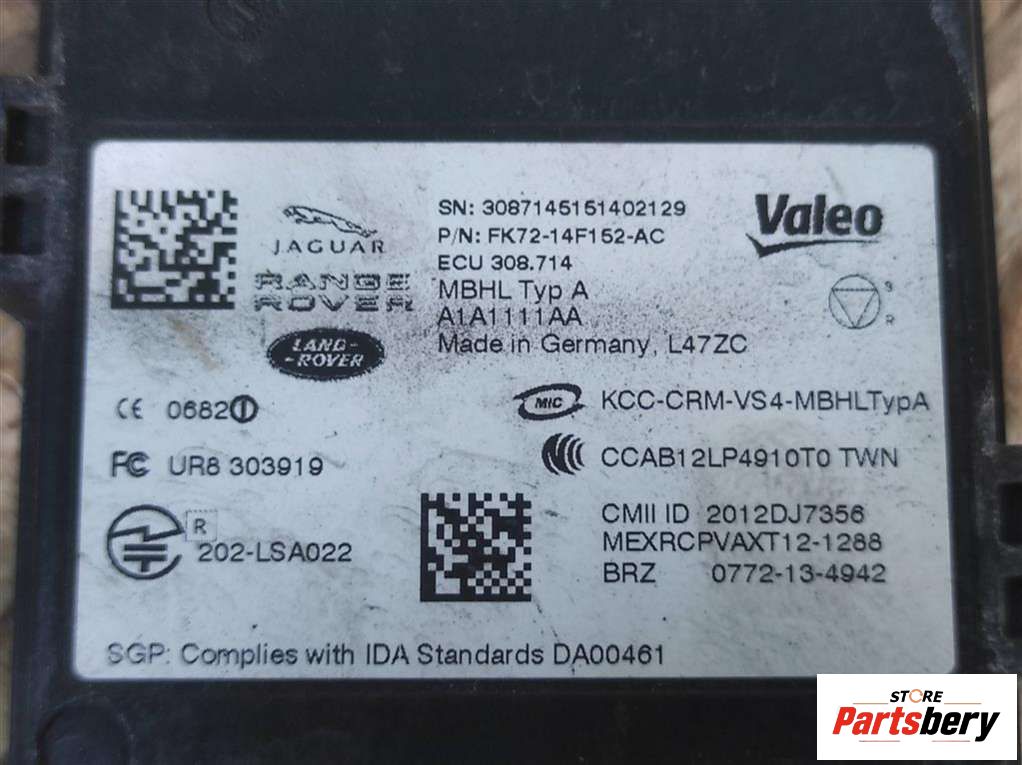 JAGUAR
RANGE
ROVER
LAND-
-ROVER
SN: 3087145151402129
P/N: FK72-14F152-AC
ECU 308.714
MBHL Typ A
A1A1111AA
Made in Germany, L47ZC
Valeo
S
R
CE 0682
MIC KCC-CRM-VS4-MBHLTypA
FC UR8 303919
CCAB12LP4910T0 TWN
R
202-LSA022
CMII ID 2012DJ7356
MEXRCPVAXT12-1288
BRZ 0772-13-4942
SGP: Complies with IDA Standards DA00461
STORE
Partsbery